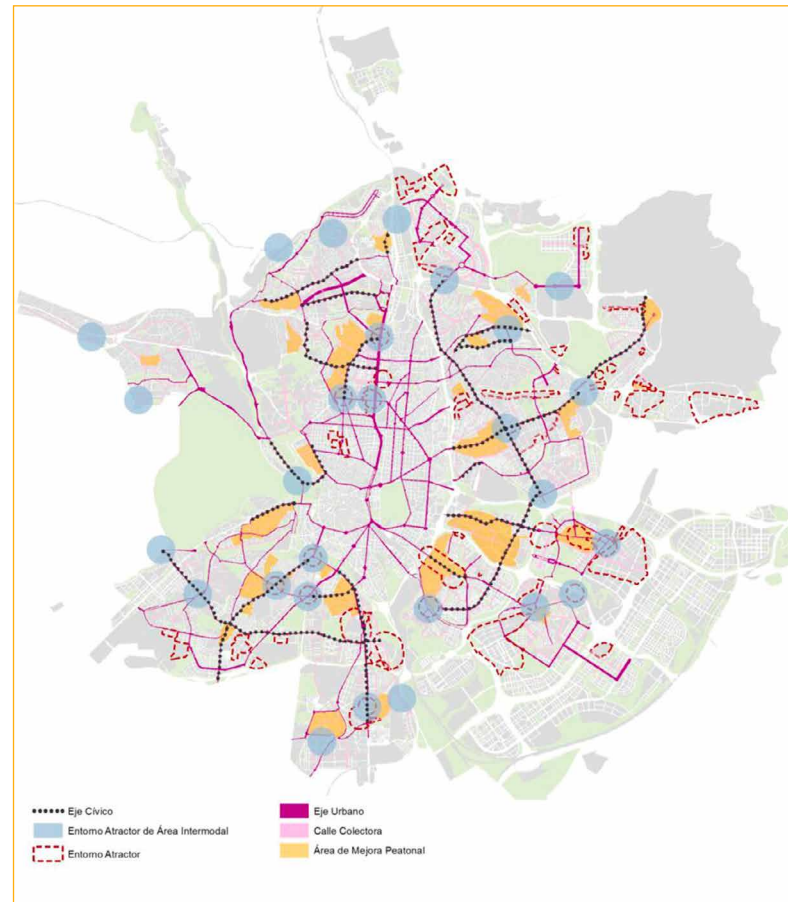 Eje Cívico
Entorno Atractor de Área Intermodal
Entorno Atractor
Eje Urbano
Calle Colectora
Área de Mejora Peatonal